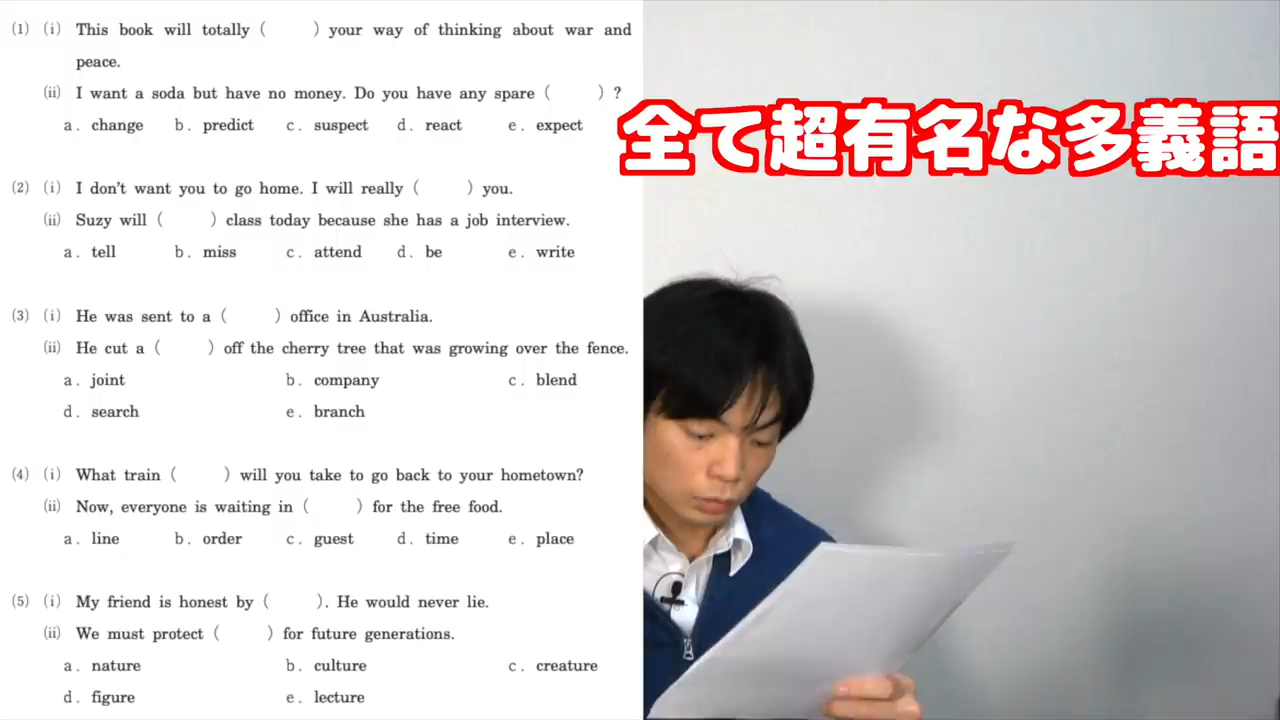 (1) (i) This book will totally ( ) your way of thinking about war and
peace.
(ii) I want a soda but have no money. Do you have any spare ( ) ?
a. change b. predict c. suspect d. react e. expect
全て超有名な多義語
(2) (i) I don't want you to go home. I will really ( ) you.
(ii) Suzy will ( ) class today because she has a job interview.
a. tell b. miss c. attend d. be e. write
(3) (i) He was sent to a ( ) office in Australia.
(ii) He cut a ( ) off the cherry tree that was growing over the fence.
a. joint b. company c. blend
d. search e. branch
(4) (i) What train ( ) will you take to go back to your hometown?
(ii) Now, everyone is waiting in ( ) for the free food.
a. line b. order c. guest d. time e. place
(5) (i) My friend is honest by ( ). He would never lie.
(ii) We must protect ( ) for future generations.
a. nature b. culture c. creature
d. figure e. lecture